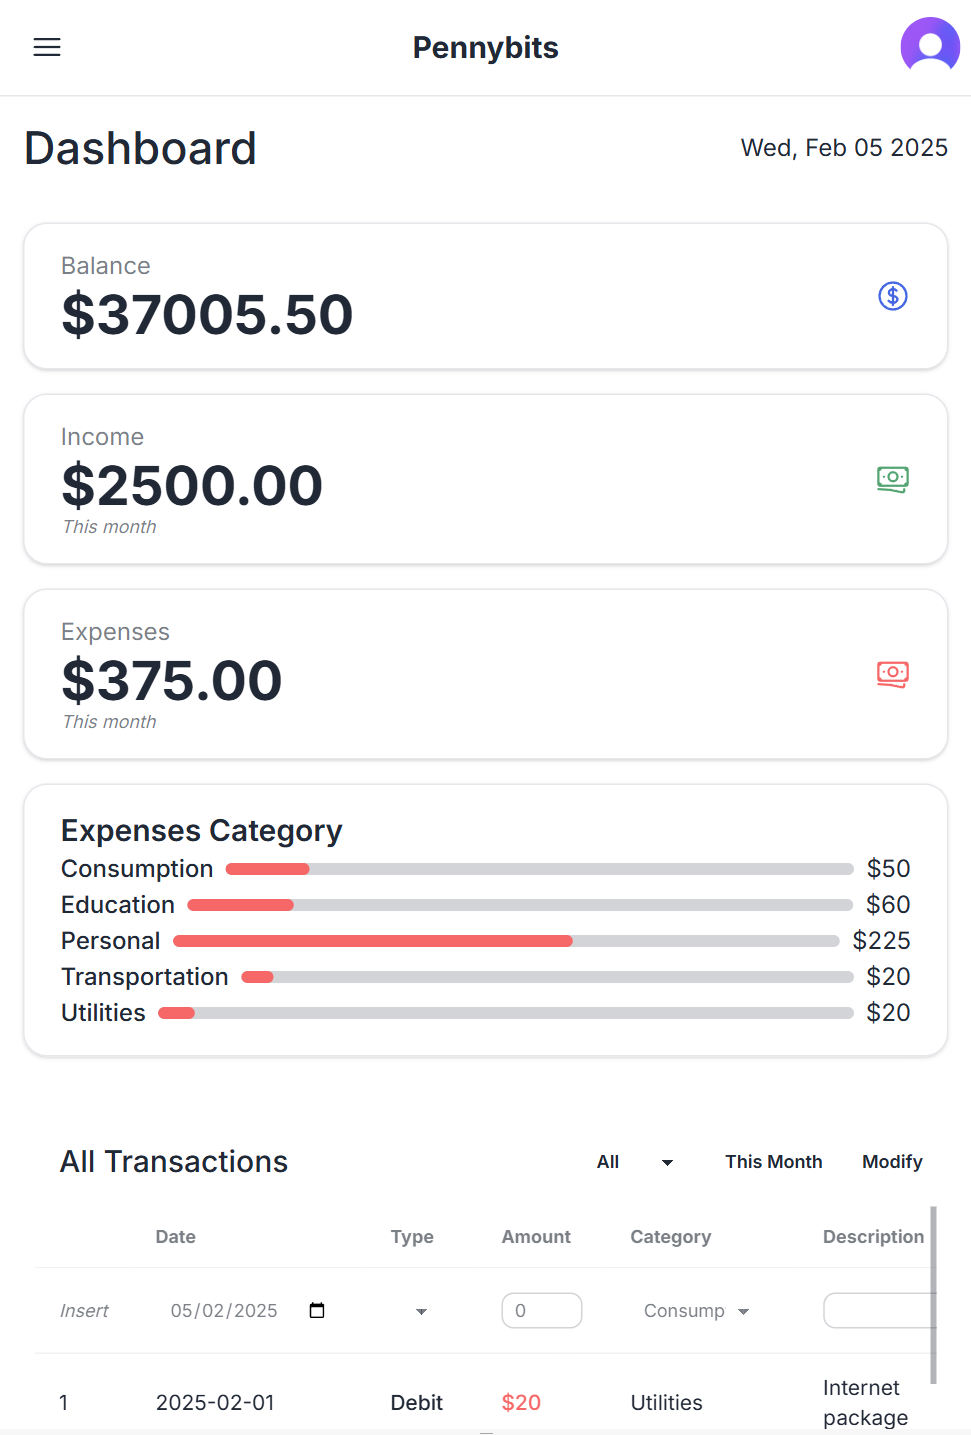 Pennybits
Dashboard
Wed, Feb 05 2025
Balance
$37005.50
Income
$2500.00
This month
Expenses
$375.00
This month
Expenses Category
Consumption $50
Education $60
Personal $225
Transportation $20
Utilities $20
All Transactions All This Month Modify
Date Type Amount Category Description
Insert 05/02/2025 0 Consump
1 2025-02-01 Debit $20 Utilities Internet
package